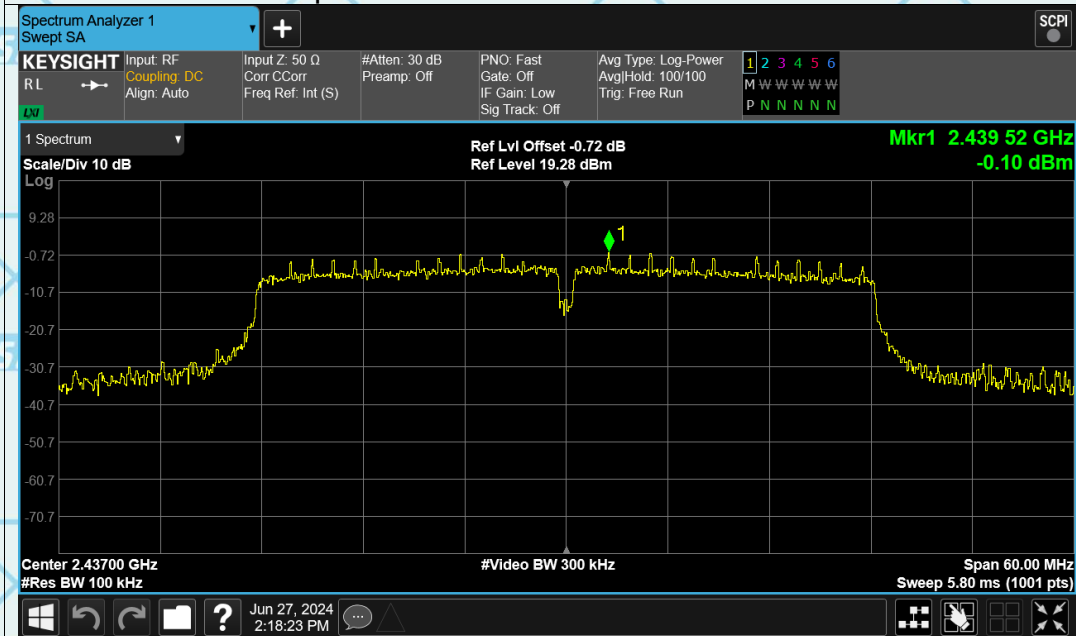 Spectrum Analyzer 1
Swept SA
+
SCPI
KEYSIGHT
RL
LXI
Input: RF
Coupling: DC
Align: Auto
Input Z: 50 Ω
Corr CCorr
Freq Ref: Int (S)
#Atten: 30 dB
Preamp: Off
PNO: Fast
Gate: Off
IF Gain: Low
Sig Track: Off
Avg Type: Log-Power
Avg|Hold: 100/100
Trig: Free Run
1 2 3 4 5 6
M W W W W W
P N N N N N
1 Spectrum
Scale/Div 10 dB
Log
Ref Lvl Offset -0.72 dB
Ref Level 19.28 dBm
Mkr1 2.439 52 GHz
-0.10 dBm
9.28
-0.72
-10.7
-20.7
-30.7
-40.7
-50.7
-60.7
-70.7
1
Center 2.43700 GHz
#Res BW 100 kHz
#Video BW 300 kHz
Span 60.00 MHz
Sweep 5.80 ms (1001 pts)
?
Jun 27, 2024
2:18:23 PM